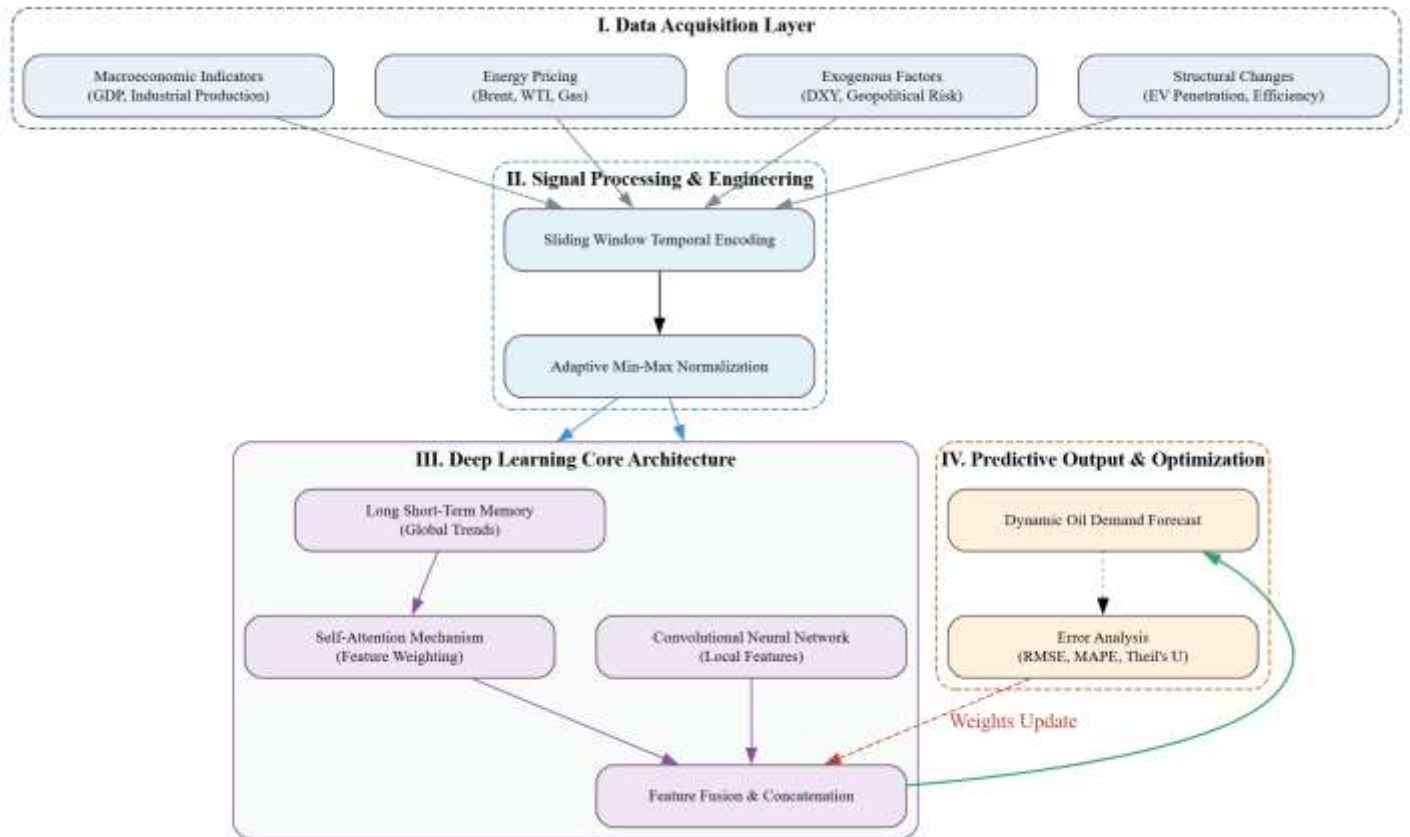 I. Data Acquisition Layer
Macroeconomic Indicators
(GDP, Industrial Production)
Energy Pricing
(Brent, WTI, Gas)
Exogenous Factors
(DXY, Geopolitical Risk)
Structural Changes
(EV Penetration, Efficiency)
II. Signal Processing & Engineering
Sliding Window Temporal Encoding
Adaptive Min-Max Normalization
III. Deep Learning Core Architecture
Long Short-Term Memory
(Global Trends)
Self-Attention Mechanism
(Feature Weighting)
Convolutional Neural Network
(Local Features)
Feature Fusion & Concatenation
IV. Predictive Output & Optimization
Dynamic Oil Demand Forecast
Error Analysis
(RMSE, MAPE, Theil's U)
Weights Update